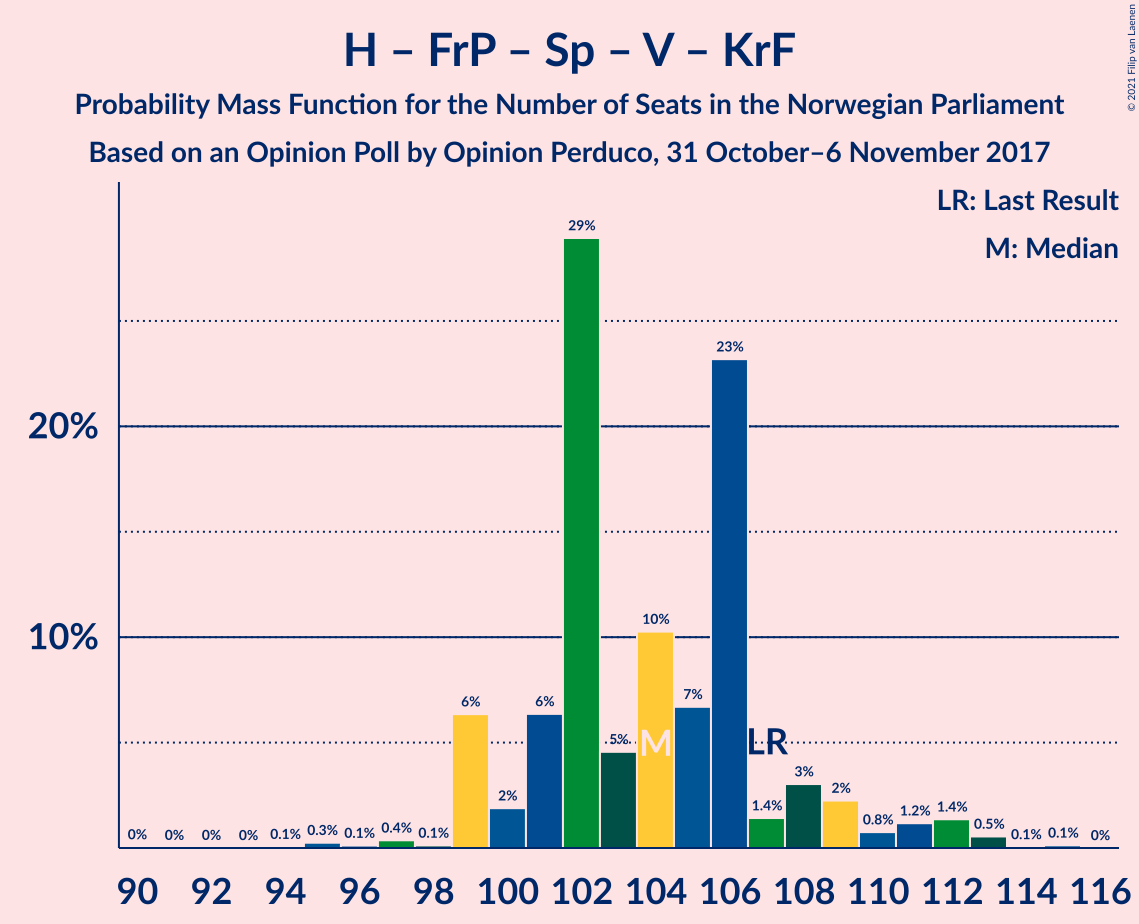 H – FrP – Sp – V – KrF
Probability Mass Function for the Number of Seats in the Norwegian Parliament
Based on an Opinion Poll by Opinion Perduco, 31 October–6 November 2017
© 2021 Filip van Laenen
LR: Last Result
M: Median
20%
10%
0% 0% 0% 0% 0.1% 0.3% 0.1% 0.4% 0.1% 6% 2% 6% 29% 5% 10% 7% 23% 1.4% 3% 2% 0.8% 1.2% 1.4% 0.5% 0.1% 0.1% 0%
M LR
90 92 94 96 98 100 102 104 106 108 110 112 114 116